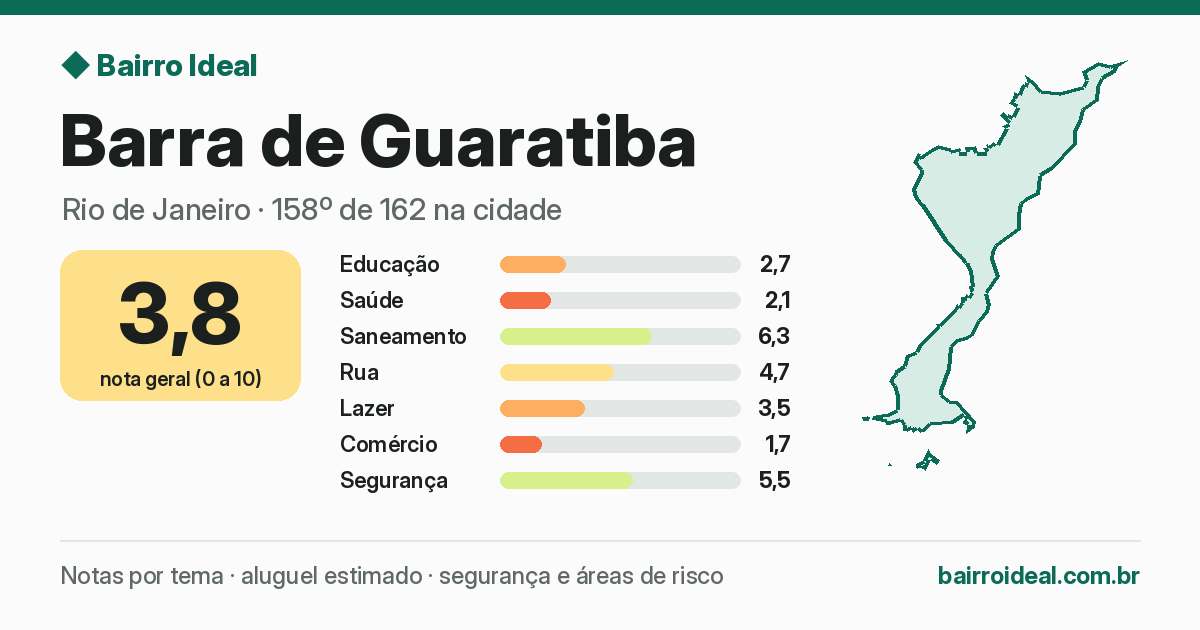 Bairro Ideal
Barra de Guaratiba
Rio de Janeiro · 158º de 162 na cidade
3,8
nota geral (0 a 10)
Educação 2,7
Saúde 2,1
Saneamento 6,3
Rua 4,7
Lazer 3,5
Comércio 1,7
Segurança 5,5
Notas por tema · aluguel estimado · segurança e áreas de risco
bairroideal.com.br